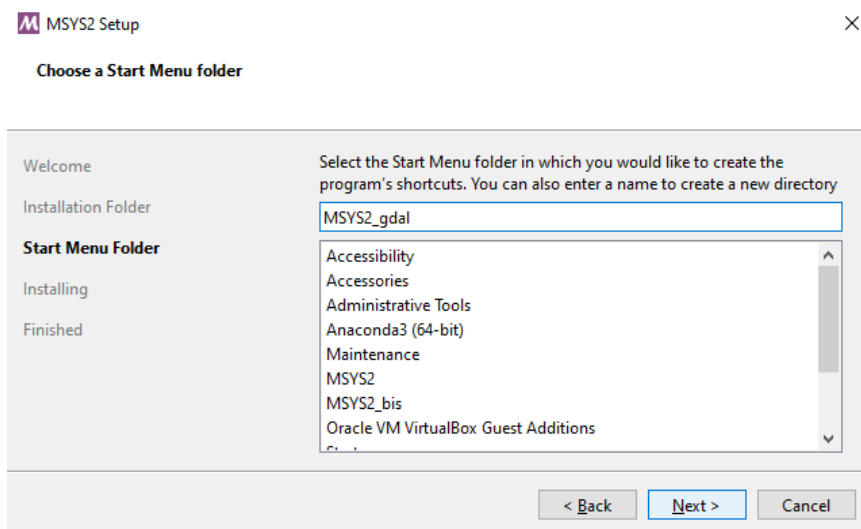 MSYS2 Setup
Choose a Start Menu folder
Welcome
Installation Folder
Start Menu Folder
Installing
Finished
Select the Start Menu folder in which you would like to create the
program's shortcuts. You can also enter a name to create a new directory
MSYS2_gdal
Accessibility
Accessories
Administrative Tools
Anaconda3 (64-bit)
Maintenance
MSYS2
MSYS2_bis
Oracle VM VirtualBox Guest Additions
< Back
Next >
Cancel